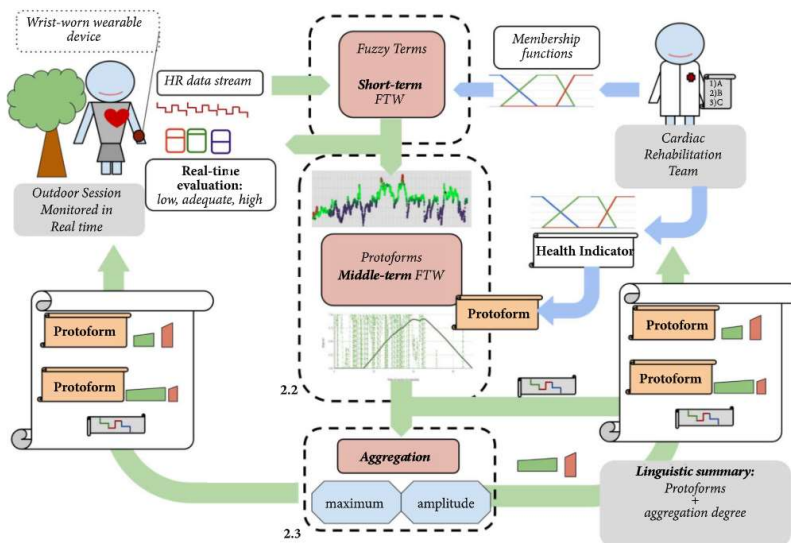 Wrist-worn wearable
device
HR data stream
Real-time
evaluation:
low, adequate, high
Outdoor Session
Monitored in
Real time
Fuzzy Terms
Short-term
FTW
Membership
functions
1)A
2)B
3)C
Cardiac
Rehabilitation
Team
Health Indicator
Protoforms
Middle-term FTW
Protoform
2.2
Protoform
Protoform
Protoform
Protoform
Aggregation
maximum
amplitude
2.3
Linguistic summary:
Protoforms
+
aggregation degree